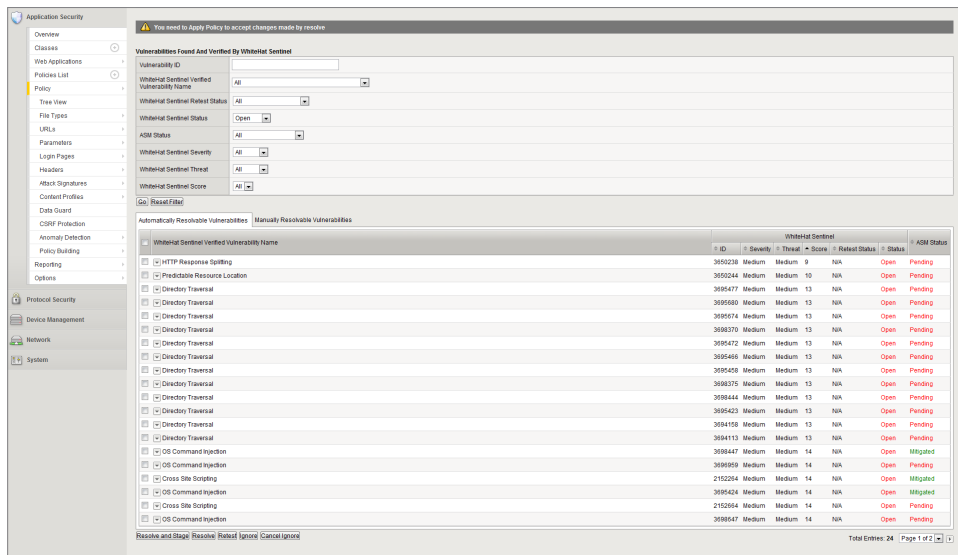 Application Security
Overview
Classes
Web Applications
Policies List
Policy
Tree View
File Types
URLs
Parameters
Login Pages
Headers
Attack Signatures
Content Profiles
Data Guard
CSRF Protection
Anomaly Detection
Policy Building
Reporting
Options
Protocol Security
Device Management
Network
System
You need to Apply Policy to accept changes made by resolve
Vulnerabilities Found And Verified By WhiteHat Sentinel
Vulnerability ID
WhiteHat Sentinel Verified
Vulnerability Name All
WhiteHat Sentinel Retest Status All
WhiteHat Sentinel Status Open
ASM Status All
WhiteHat Sentinel Severity All
WhiteHat Sentinel Threat All
WhiteHat Sentinel Score All
Go Reset Filter
Automatically Resolvable Vulnerabilities Manually Resolvable Vulnerabilities
WhiteHat Sentinel
WhiteHat Sentinel Verified Vulnerability Name ASM Status
ID Severity Threat Score Retest Status Status
HTTP Response Splitting 3650238 Medium Medium 9 N/A Open Pending
Predictable Resource Location 3650244 Medium Medium 10 N/A Open Pending
Directory Traversal 3695477 Medium Medium 13 N/A Open Pending
Directory Traversal 3695680 Medium Medium 13 N/A Open Pending
Directory Traversal 3695674 Medium Medium 13 N/A Open Pending
Directory Traversal 3698370 Medium Medium 13 N/A Open Pending
Directory Traversal 3695472 Medium Medium 13 N/A Open Pending
Directory Traversal 3695466 Medium Medium 13 N/A Open Pending
Directory Traversal 3695458 Medium Medium 13 N/A Open Pending
Directory Traversal 3698375 Medium Medium 13 N/A Open Pending
Directory Traversal 3698444 Medium Medium 13 N/A Open Pending
Directory Traversal 3695423 Medium Medium 13 N/A Open Pending
Directory Traversal 3694158 Medium Medium 13 N/A Open Pending
Directory Traversal 3694113 Medium Medium 13 N/A Open Pending
OS Command Injection 3698447 Medium Medium 14 N/A Open Mitigated
OS Command Injection 3696959 Medium Medium 14 N/A Open Pending
Cross Site Scripting 2152264 Medium Medium 14 N/A Open Mitigated
OS Command Injection 3695424 Medium Medium 14 N/A Open Mitigated
Cross Site Scripting 2152664 Medium Medium 14 N/A Open Pending
OS Command Injection 3698647 Medium Medium 14 N/A Open Pending
Resolve and Stage Resolve Retest Ignore Cancel Ignore
Total Entries: 24 Page 1 of 2